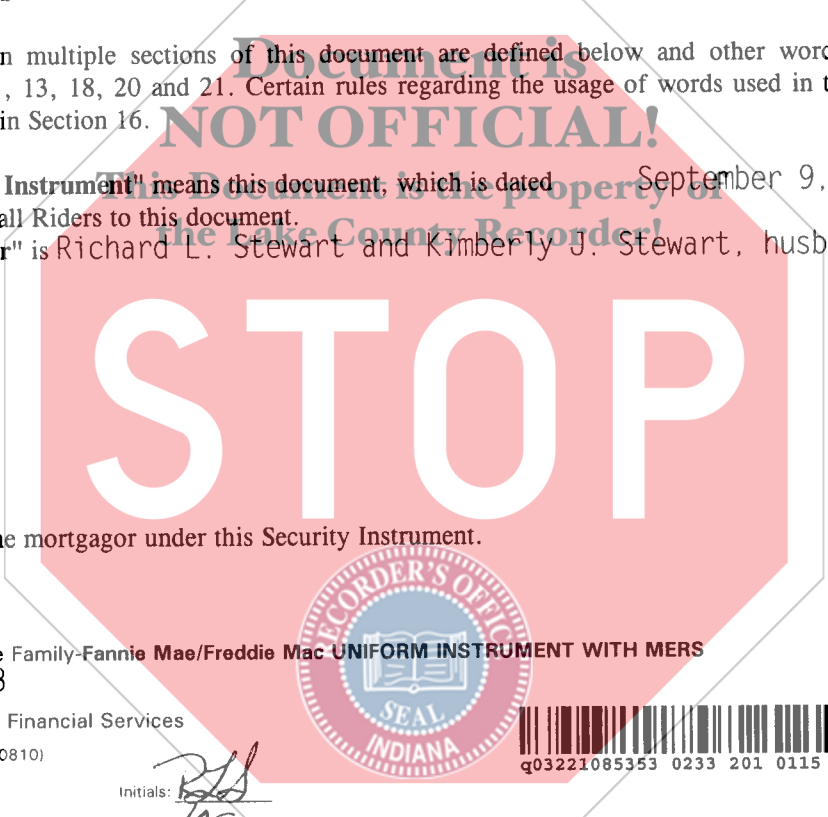 n multiple sections of this document are defined below and other word
, 13, 18, 20 and 21. Certain rules regarding the usage of words used in t
in Section 16.
Document is
NOT OFFICIAL!
This Document is the property of
the Lake County Recorder!
Instrument" means this document, which is dated September 9,
all Riders to this document.
r" is Richard L. Stewart and Kimberly J. Stewart, husb
STOP
e mortgagor under this Security Instrument.
RECORDER'S OFFICE
SEAL
INDIANA
e Family-Fannie Mae/Freddie Mac UNIFORM INSTRUMENT WITH MERS
Financial Services
0810)
Initials: RLS
q03221085353 0233 201 0115